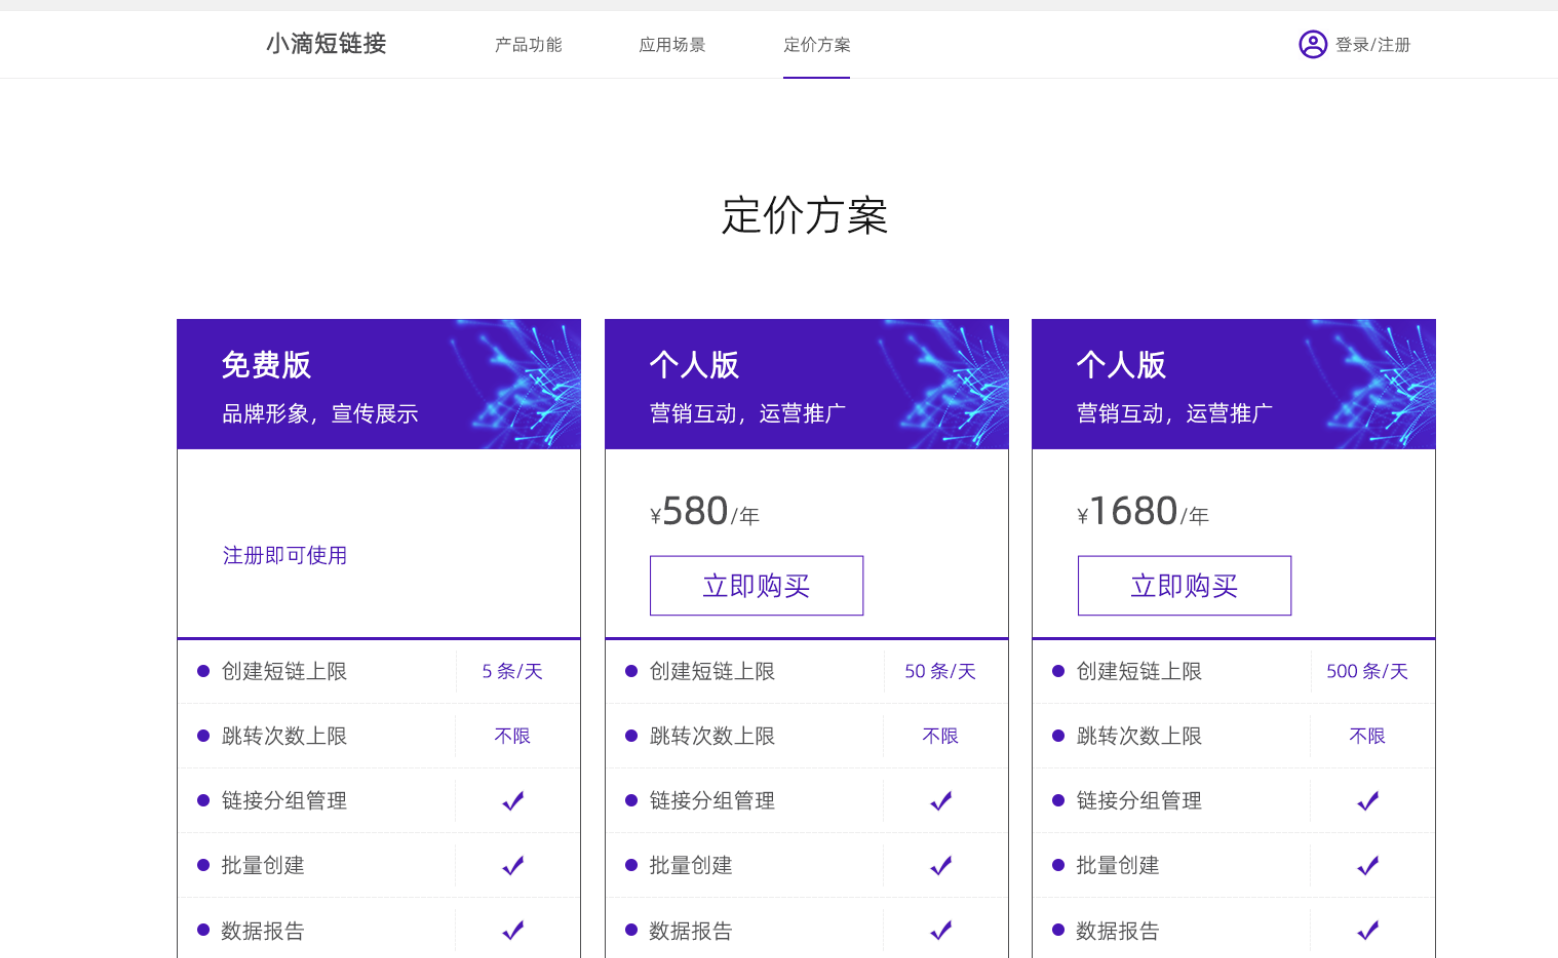 小滴短链接
产品功能
应用场景
定价方案
登录/注册
定价方案
免费版
品牌形象，宣传展示
注册即可使用
创建短链上限
5 条/天
跳转次数上限
不限
链接分组管理
批量创建
数据报告
个人版
营销互动，运营推广
¥580/年
立即购买
创建短链上限
50 条/天
跳转次数上限
不限
链接分组管理
批量创建
数据报告
个人版
营销互动，运营推广
¥1680/年
立即购买
创建短链上限
500 条/天
跳转次数上限
不限
链接分组管理
批量创建
数据报告